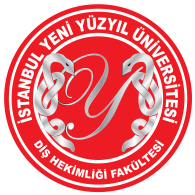 İSTANBUL YENİ YÜZYIL ÜNİVERSİTESİ
Y
DİŞ HEKİMLİĞİ FAKÜLTESİ